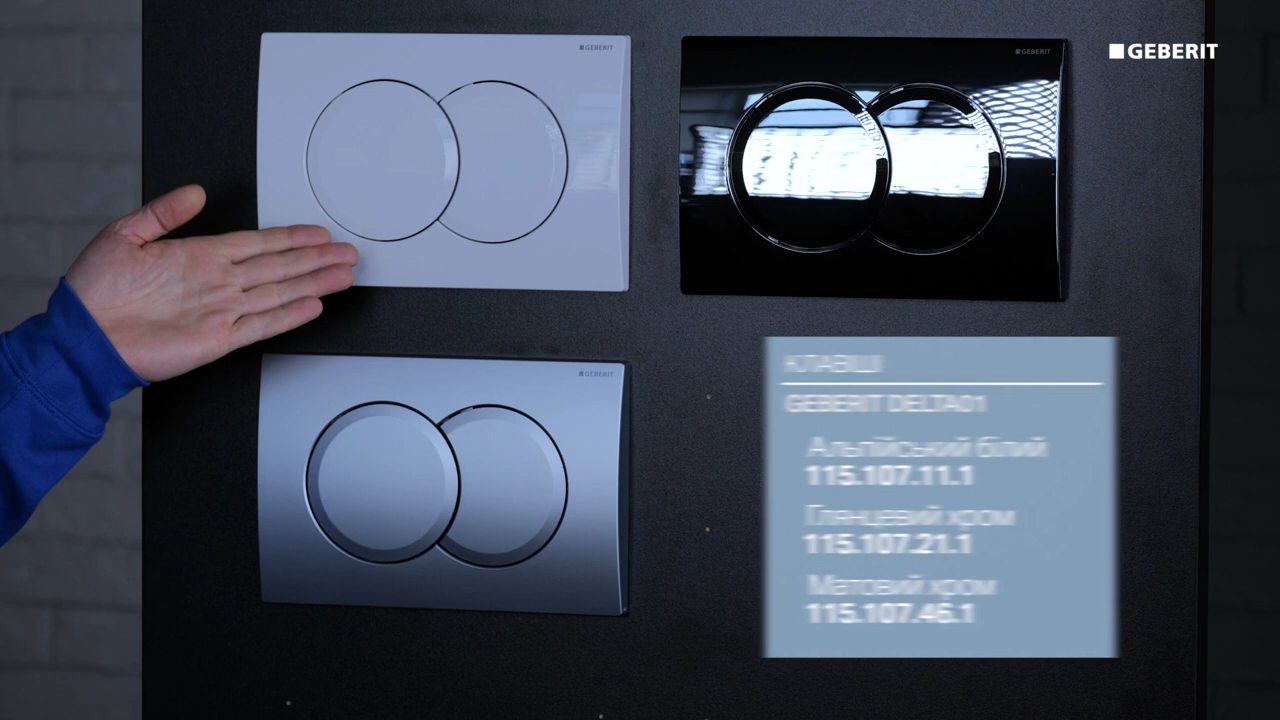 GEBERIT
GEBERIT
GEBERIT
GEBERIT
КЛАВІШІ
GEBERIT DELTA01
Альпійський білий
115.107.11.1
Глянцевий хром
115.107.21.1
Матовий хром
115.107.46.1